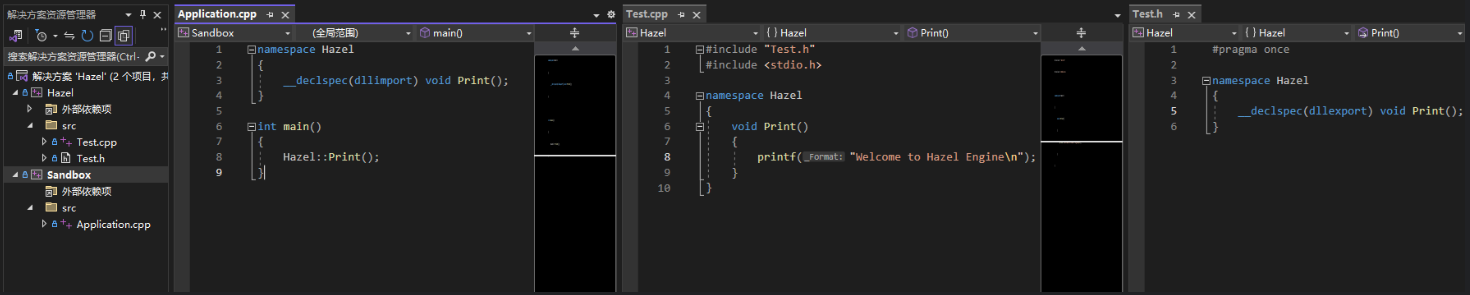 解决方案资源管理器
搜索解决方案资源管理器(Ctrl-
解决方案 'Hazel' (2 个项目, 共
Hazel
外部依赖项
src
Test.cpp
Test.h
Sandbox
外部依赖项
src
Application.cpp
Application.cpp
Sandbox (全局范围) main()
1 namespace Hazel
2 {
3 __declspec(dllimport) void Print();
4 }
5
6 int main()
7 {
8 Hazel::Print();
9 }
Test.cpp
Hazel {} Hazel Print()
1 #include "Test.h"
2 #include <stdio.h>
3
4 namespace Hazel
5 {
6 void Print()
7 {
8 printf(_Format: "Welcome to Hazel Engine\n");
9 }
10 }
Test.h
Hazel {} Hazel Print()
1 #pragma once
2
3 namespace Hazel
4 {
5 __declspec(dllexport) void Print();
6 }